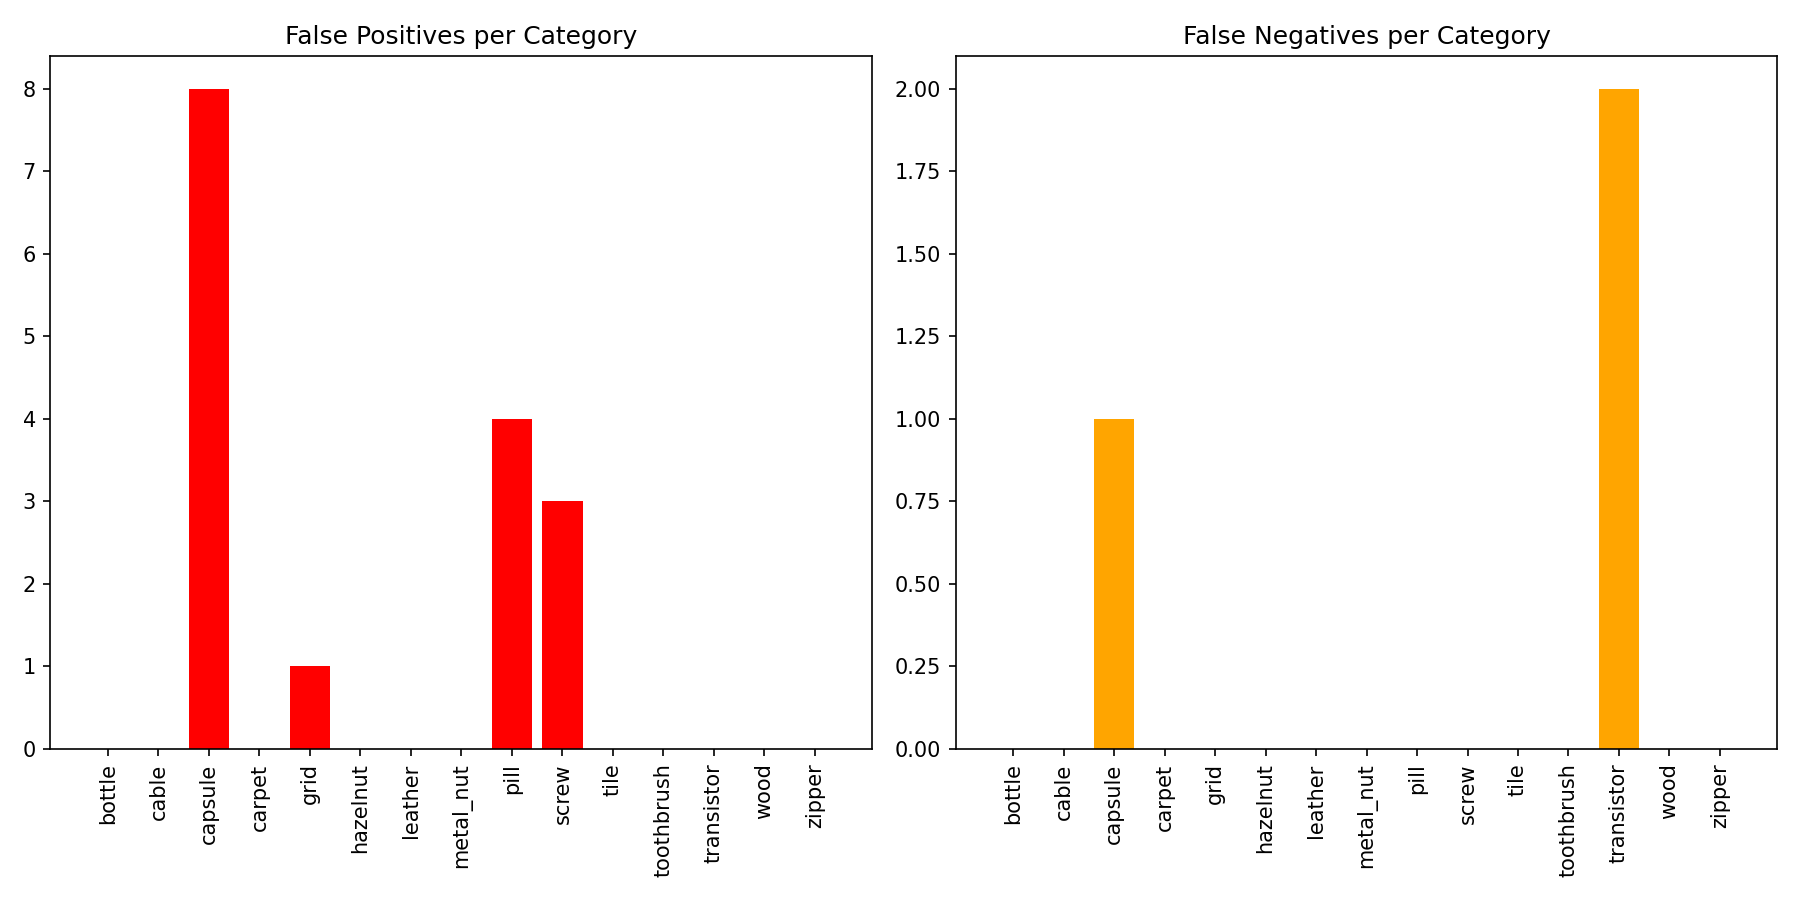 False Positives per Category
8
7
6
5
4
3
2
1
0
bottle
cable
capsule
carpet
grid
hazelnut
leather
metal_nut
pill
screw
tile
toothbrush
transistor
wood
zipper
False Negatives per Category
2.00
1.75
1.50
1.25
1.00
0.75
0.50
0.25
0.00
bottle
cable
capsule
carpet
grid
hazelnut
leather
metal_nut
pill
screw
tile
toothbrush
transistor
wood
zipper